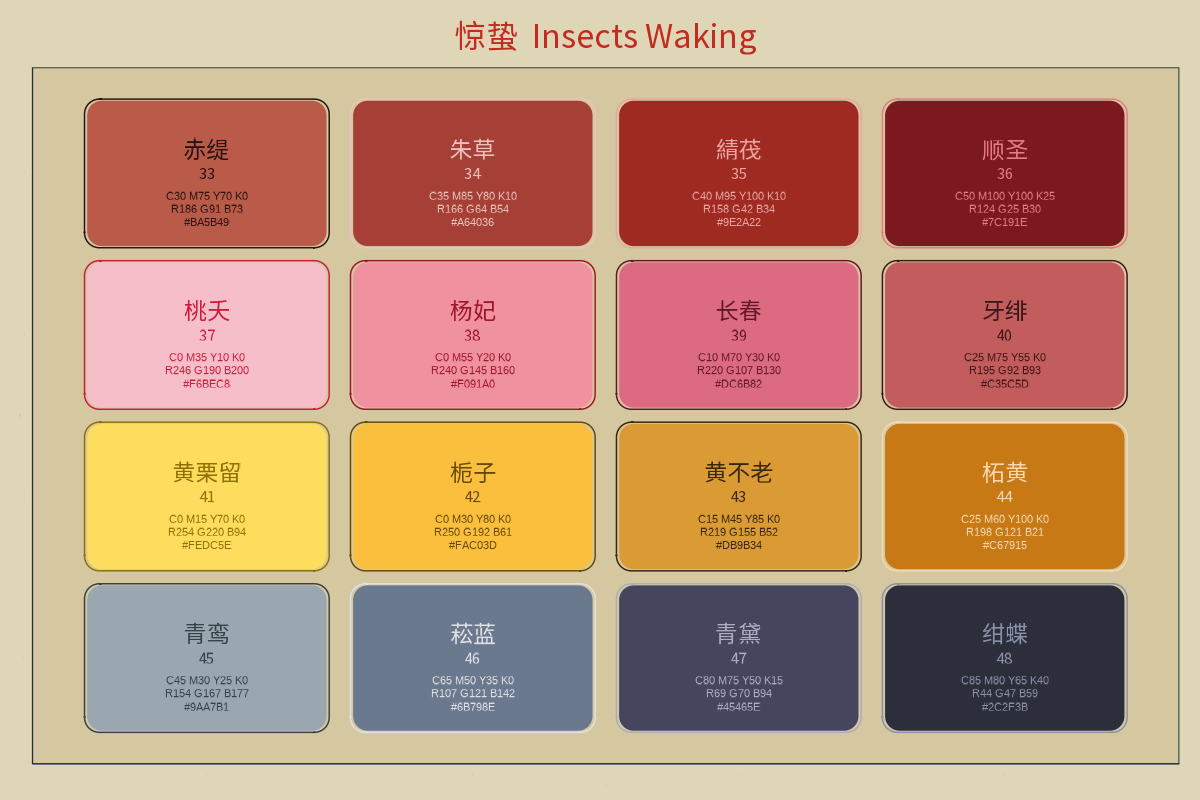 惊蛰 Insects Waking
赤缇
33
C30 M75 Y70 K0
R186 G91 B73
#BA5B49
朱草
34
C35 M85 Y80 K10
R166 G64 B54
#A64036
綪茷
35
C40 M95 Y100 K10
R158 G42 B34
#9E2A22
顺圣
36
C50 M100 Y100 K25
R124 G25 B30
#7C191E
桃夭
37
C0 M35 Y10 K0
R246 G190 B200
#F6BEC8
杨妃
38
C0 M55 Y20 K0
R240 G145 B160
#F091A0
长春
39
C10 M70 Y30 K0
R220 G107 B130
#DC6B82
牙绯
40
C25 M75 Y55 K0
R195 G92 B93
#C35C5D
黄栗留
41
C0 M15 Y70 K0
R254 G220 B94
#FEDC5E
栀子
42
C0 M30 Y80 K0
R250 G192 B61
#FAC03D
黄不老
43
C15 M45 Y85 K0
R219 G155 B52
#DB9B34
柘黄
44
C25 M60 Y100 K0
R198 G121 B21
#C67915
青鸾
45
C45 M30 Y25 K0
R154 G167 B177
#9AA7B1
菘蓝
46
C65 M50 Y35 K0
R107 G121 B142
#6B798E
青黛
47
C80 M75 Y50 K15
R69 G70 B94
#45465E
绀蝶
48
C85 M80 Y65 K40
R44 G47 B59
#2C2F3B